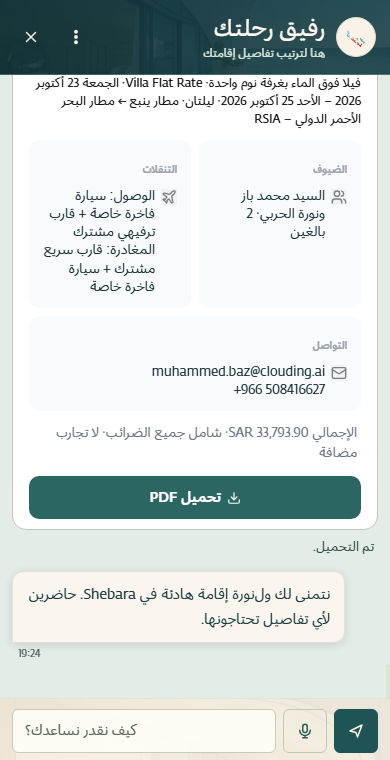 رفيق رحلتك
هنا لترتيب تفاصيل إقامتك
فيلا فوق الماء بغرفة نوم واحدة· Villa Flat Rate· الجمعة 23 أكتوبر
2026 – الأحد 25 أكتوبر 2026· ليلتان· مطار ينبع ← مطار البحر
الأحمر الدولي – RSIA
الضيوف
السيد محمد باز
ونورة الحربي· 2
بالغين
التنقلات
الوصول: سيارة
فاخرة خاصة + قارب
ترفيهي مشترك
المغادرة: قارب سريع
مشترك + سيارة
فاخرة خاصة
التواصل
muhammed.baz@clouding.ai
+966 508416627
الإجمالي SAR 33,793.90· شامل جميع الضرائب· لا تجارب
مضافة
تحميل PDF
تم التحميل.
نتمنى لك ولنورة إقامة هادئة في Shebara. حاضرين
لأي تفاصيل تحتاجونها.
19:24
كيف نقدر نساعدك؟